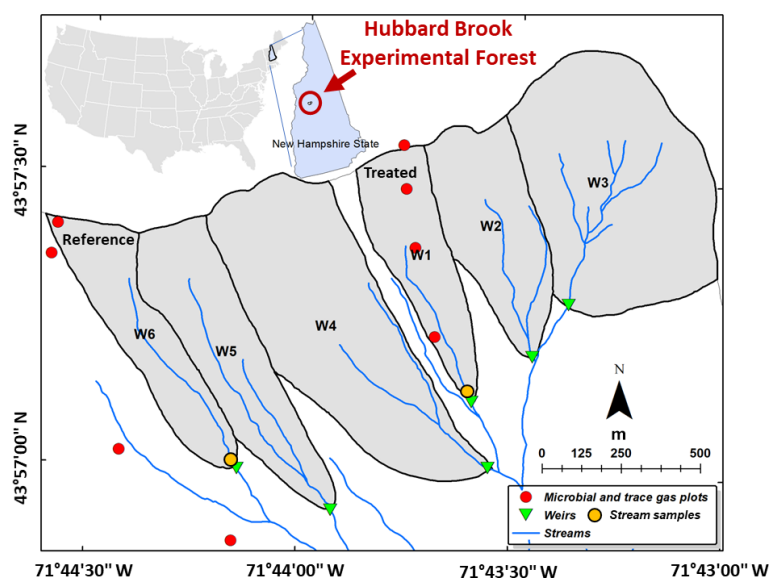 Hubbard Brook
Experimental Forest
New Hampshire State
43°57'30" N
43°57'00" N
Treated
Reference
W3
W2
W1
W4
W6
W5
N
m
0 125 250 500
Microbial and trace gas plots
Weirs Stream samples
Streams
71°44'30" W 71°44'00" W 71°43'30" W 71°43'00" W